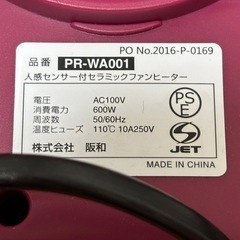 PO No.2016-P-0169
品番 PR-WA001
人感センサー付セラミックファンヒーター
電圧 AC100V
消費電力 600W
周波数 50/60Hz
温度ヒューズ 110℃ 10A250V
株式会社 阪和
PSE
JET
MADE IN CHINA